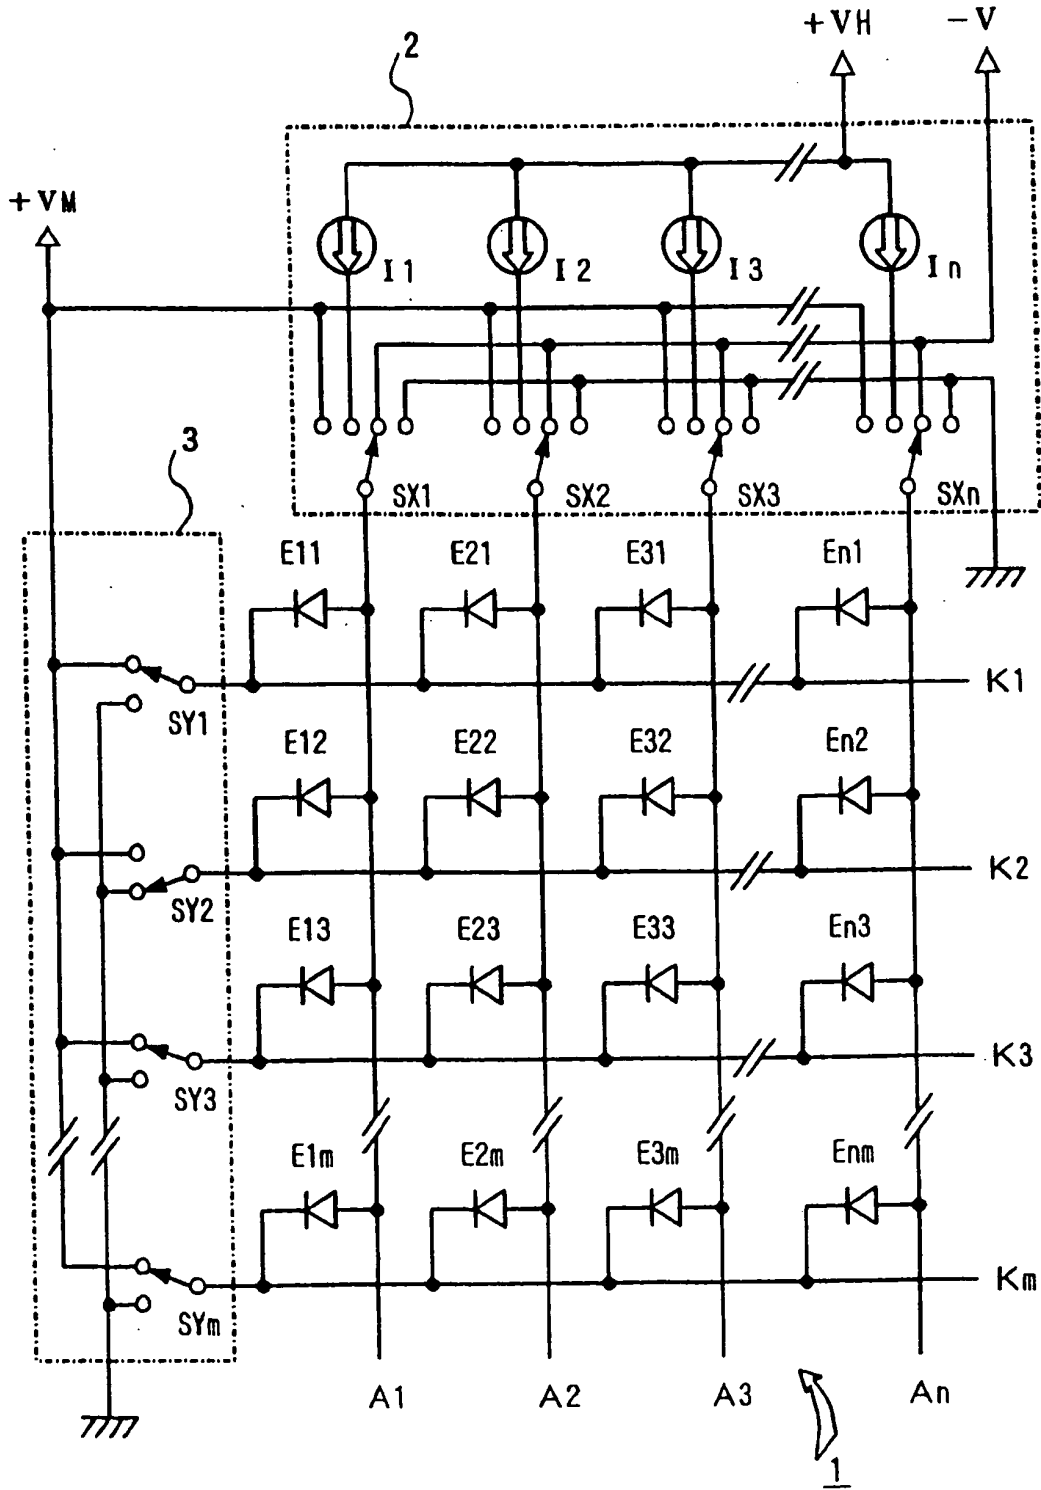 +VH -V
2
+VM
I1 I2 I3 In
3
SX1 SX2 SX3 SXn
E11 E21 E31 En1
K1
SY1
E12 E22 E32 En2
K2
SY2
E13 E23 E33 En3
K3
SY3
E1m E2m E3m Enm
Km
SYm
A1 A2 A3 An
1